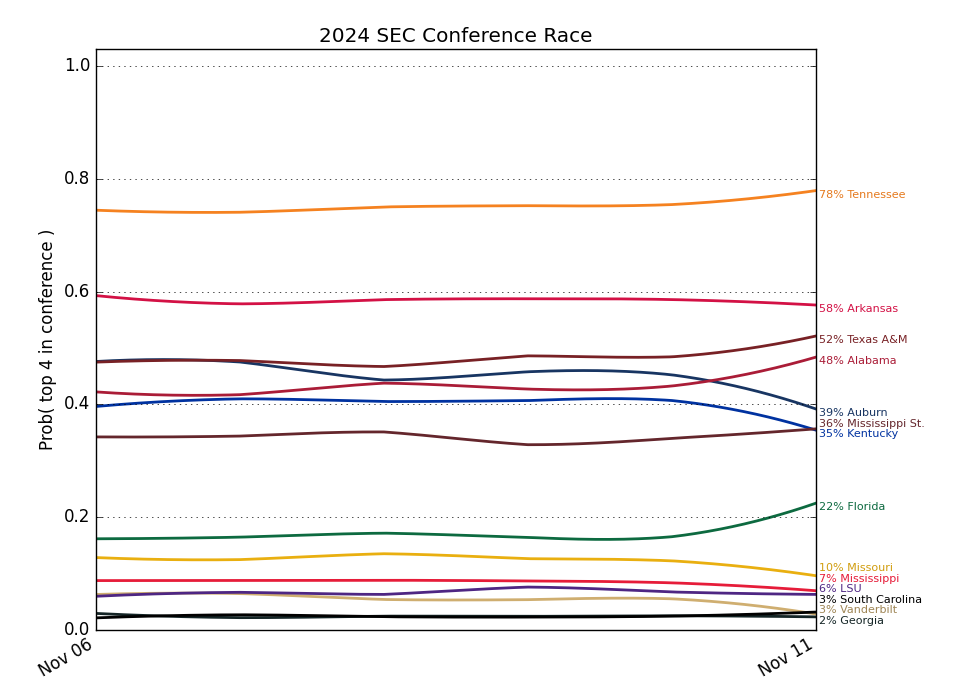 2024 SEC Conference Race
Prob( top 4 in conference )
1.0
0.8
0.6
0.4
0.2
0.0
Nov 06
Nov 11
78% Tennessee
58% Arkansas
52% Texas A&M
48% Alabama
39% Auburn
36% Mississippi St.
35% Kentucky
22% Florida
10% Missouri
7% Mississippi
6% LSU
3% South Carolina
3% Vanderbilt
2% Georgia